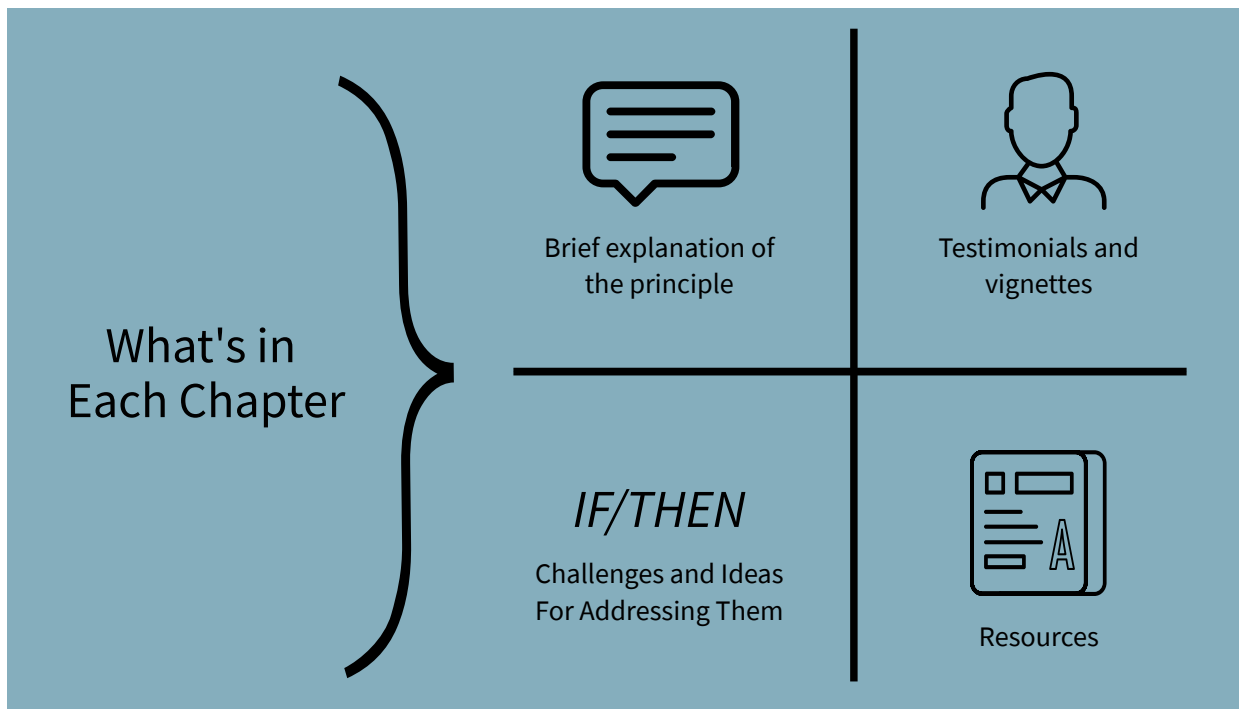 What's in
Each Chapter
Brief explanation of
the principle
Testimonials and
vignettes
IF/THEN
Challenges and Ideas
For Addressing Them
A
Resources